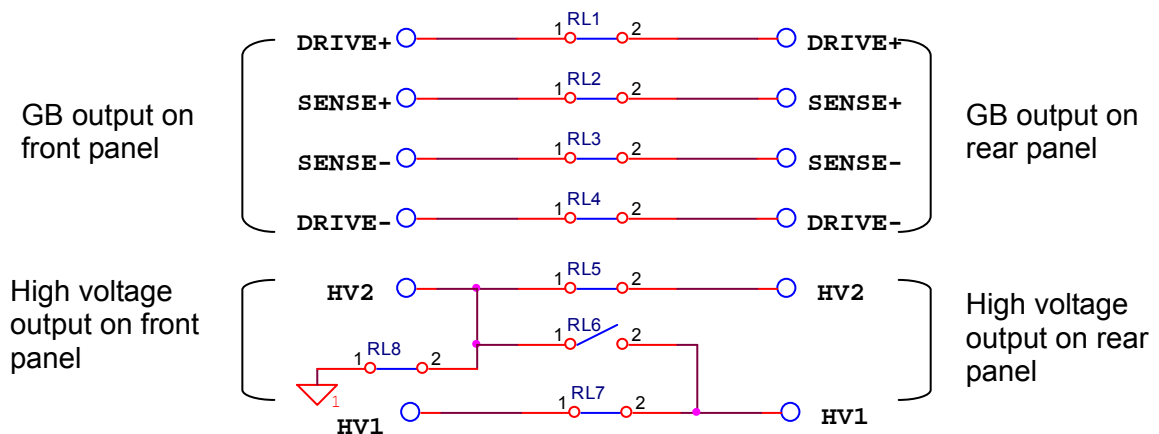 RL1
DRIVE+ 1 2 DRIVE+
RL2
SENSE+ 1 2 SENSE+
GB output on
front panel
GB output on
rear panel
RL3
SENSE- 1 2 SENSE-
RL4
DRIVE- 1 2 DRIVE-
High voltage
output on front
panel
RL5
HV2 1 2 HV2
RL6
1 2
RL8
1 2
1
High voltage
output on rear
panel
RL7
HV1 1 2 HV1